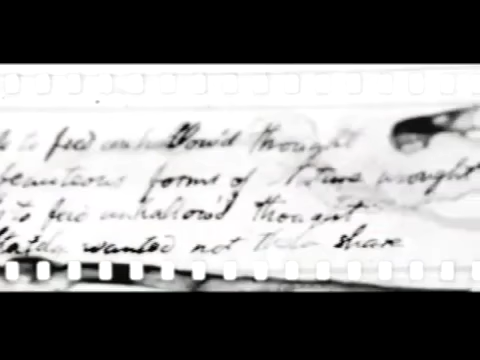 to feed unhallow'd thought
beauteous forms of Nature wrought
to feed unhallow'd thought
wanted not their share